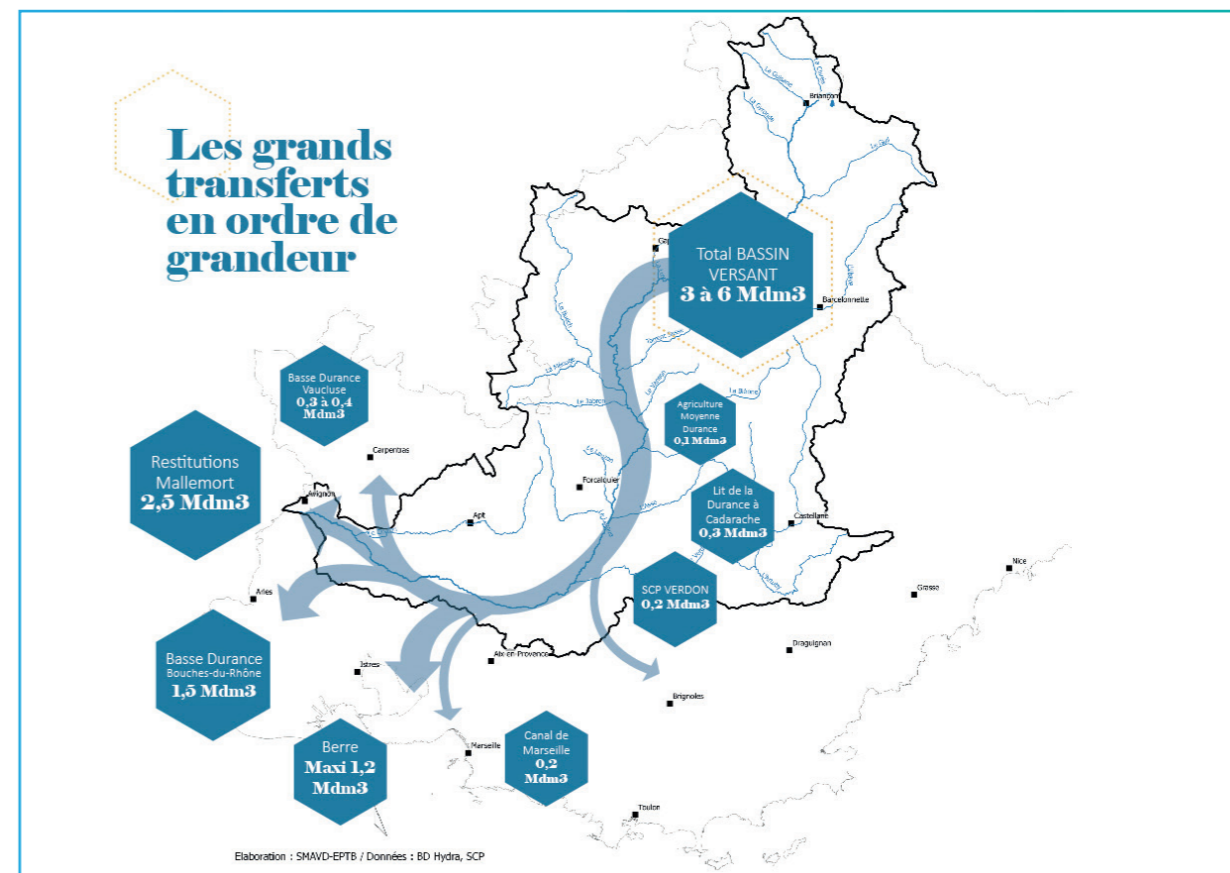 Les grands
transferts
en ordre de
grandeur
Total BASSIN
VERSANT
3 à 6 Mdm3
Briançon
Barcelonnette
Basse Durance
Vaucluse
0,3 à 0,4
Mdm3
Carpentras
Restitutions
Mallemort
2,5 Mdm3
Avignon
Agriculture
Moyenne
Durance
0,1 Mdm3
Forcalquier
Apt
Lit de la
Durance à
Cadarache
0,3 Mdm3
Castellane
SCP VERDON
0,2 Mdm3
Nice
Grasse
Arles
Draguignan
Basse Durance
Bouches-du-Rhône
1,5 Mdm3
Istres
Aix-en-Provence
Brignoles
Berre
Maxi 1,2
Mdm3
Marseille
Canal de
Marseille
0,2
Mdm3
Toulon
Elaboration : SMAVD-EPTB / Données : BD Hydra, SCP